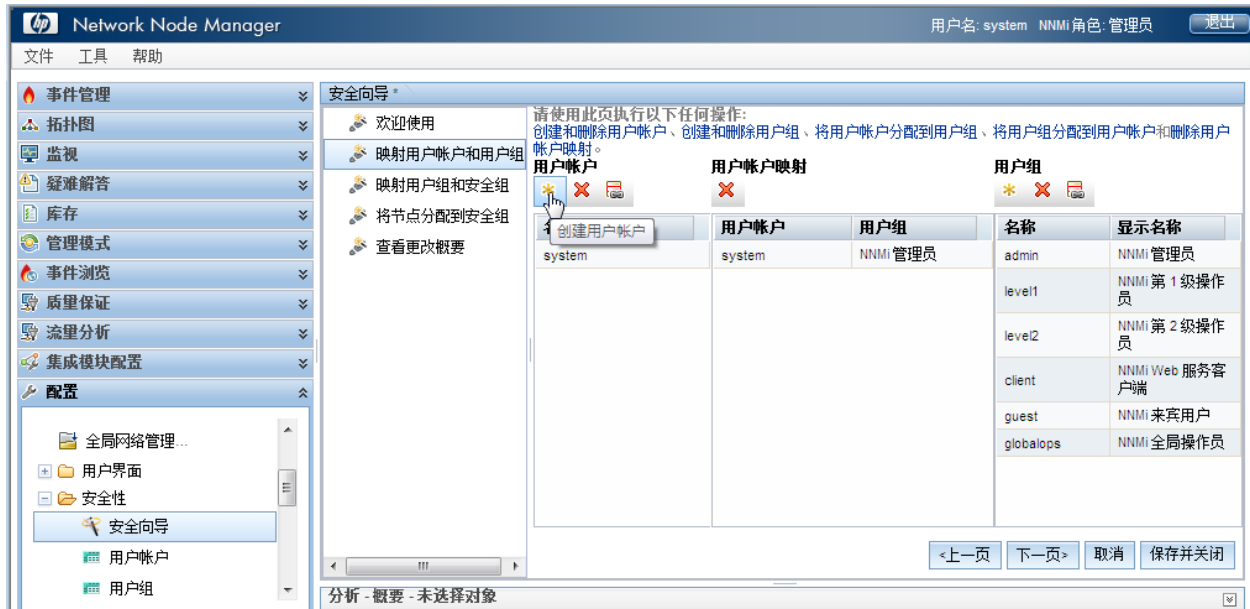 hp Network Node Manager
用户名: system NNMi 角色: 管理员
退出
文件 工具 帮助
事件管理
拓扑图
监视
疑难解答
库存
管理模式
事件浏览
质量保证
流量分析
集成模块配置
配置
全局网络管理...
用户界面
安全性
安全向导
用户帐户
用户组
安全向导 *
欢迎使用
映射用户帐户和用户组
映射用户组和安全组
将节点分配到安全组
查看更改概要
请使用此页执行以下任何操作:
创建和删除用户帐户、创建和删除用户组、将用户帐户分配到用户组、将用户组分配到用户帐户和删除用户
帐户映射。
用户帐户 用户帐户映射 用户组
创建用户帐户
用户帐户 用户组 名称 显示名称
system system NNMi 管理员 admin NNMi 管理员
level1 NNMi 第 1 级操作
员
level2 NNMi 第 2 级操作
员
client NNMi Web 服务客
户端
guest NNMi 来宾用户
globalops NNMi 全局操作员
<上一页 下一页> 取消 保存并关闭
分析 - 概要 - 未选择对象